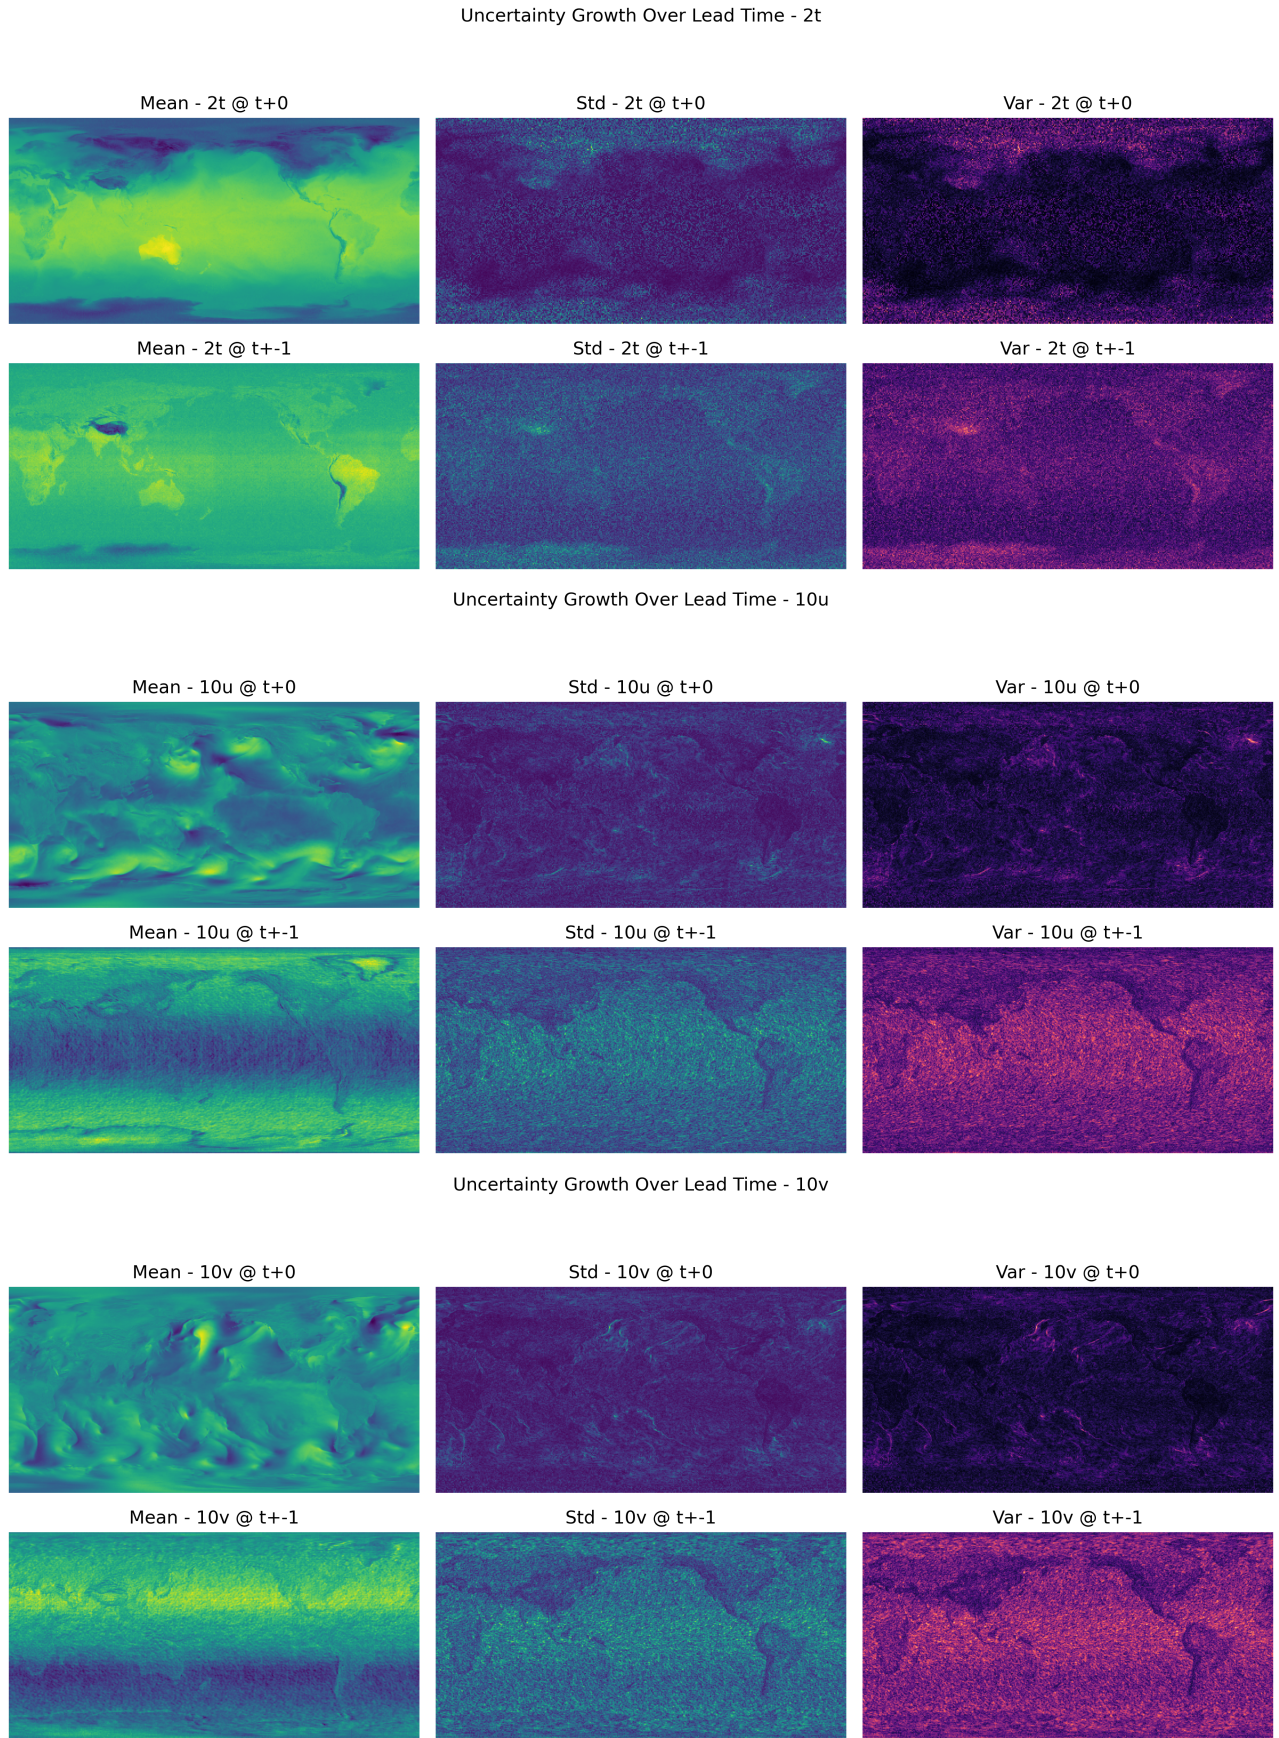 Uncertainty Growth Over Lead Time - 2t
Mean - 2t @ t+0
Std - 2t @ t+0
Var - 2t @ t+0
Mean - 2t @ t+-1
Std - 2t @ t+-1
Var - 2t @ t+-1
Uncertainty Growth Over Lead Time - 10u
Mean - 10u @ t+0
Std - 10u @ t+0
Var - 10u @ t+0
Mean - 10u @ t+-1
Std - 10u @ t+-1
Var - 10u @ t+-1
Uncertainty Growth Over Lead Time - 10v
Mean - 10v @ t+0
Std - 10v @ t+0
Var - 10v @ t+0
Mean - 10v @ t+-1
Std - 10v @ t+-1
Var - 10v @ t+-1